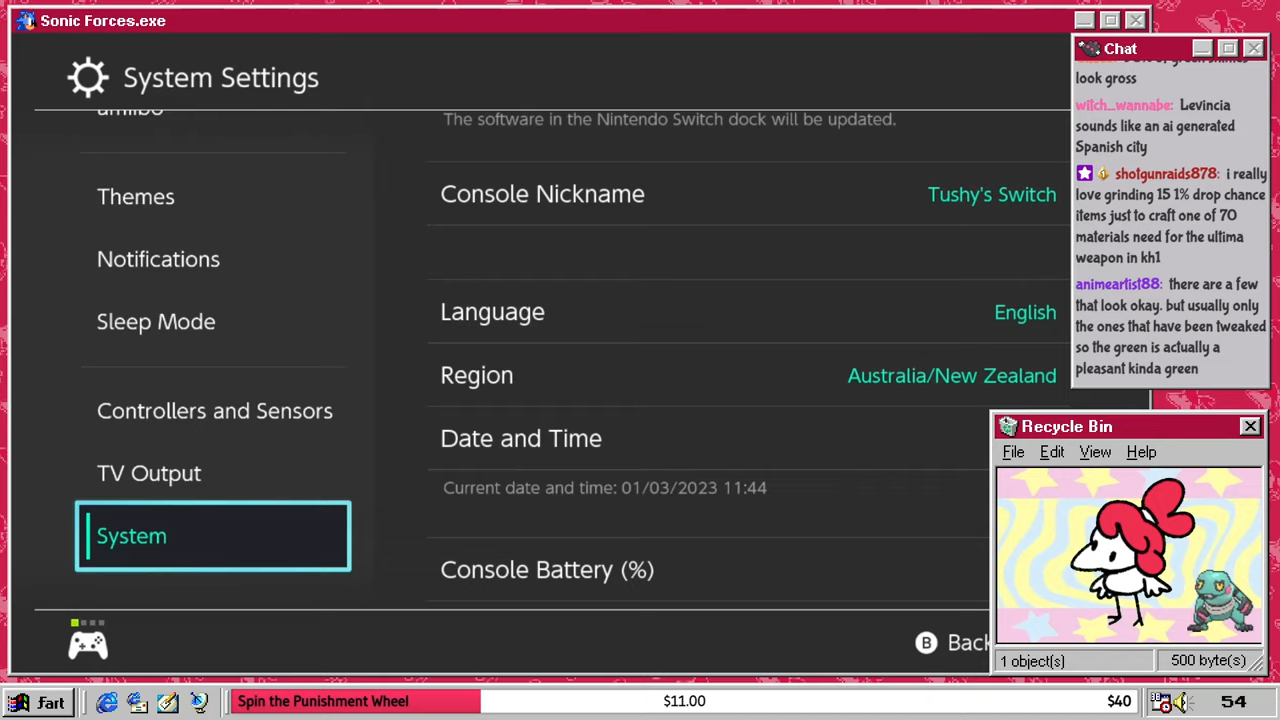 Sonic Forces.exe
System Settings
amiibo
Themes
Notifications
Sleep Mode
Controllers and Sensors
TV Output
System
The software in the Nintendo Switch dock will be updated.
Console Nickname
Tushy's Switch
Language
English
Region
Australia/New Zealand
Date and Time
Current date and time: 01/03/2023 11:44
Console Battery (%)
B Back
Chat
look gross
witch_wannabe: Levincia
sounds like an ai generated
Spanish city
shotgunraids878: i really
love grinding 15 1% drop chance
items just to craft one of 70
materials need for the ultima
weapon in kh1
animeartist88: there are a few
that look okay. but usually only
the ones that have been tweaked
so the green is actually a
pleasant kinda green
Recycle Bin
File Edit View Help
1 object(s)
500 byte(s)
fart
Spin the Punishment Wheel
$11.00
$40
54